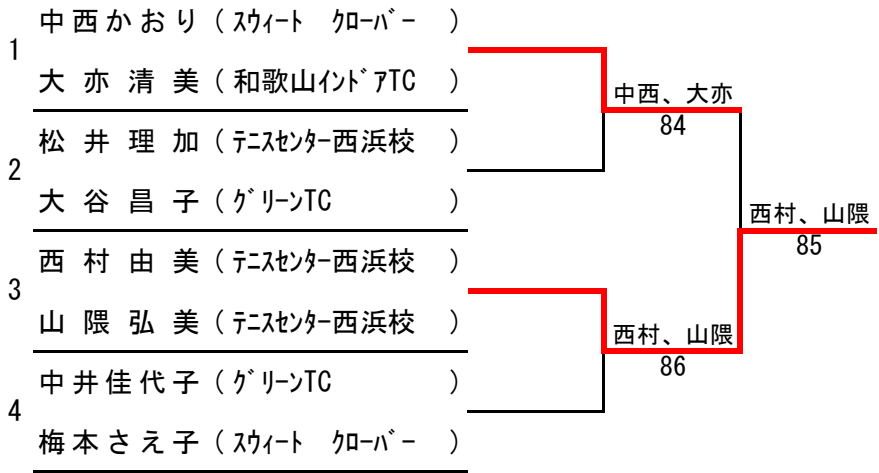 中西かおり（ｽｳｨｰﾄ　ｸﾛｰﾊﾞｰ　）
1
大亦清美（和歌山ｲﾝﾄﾞｱTC　）
中西、大亦
84
松井理加（ﾃﾆｽｾﾝﾀｰ西浜校　）
2
大谷昌子（ｸﾞﾘｰﾝTC　）
西村、山隈
85
西村由美（ﾃﾆｽｾﾝﾀｰ西浜校　）
3
山隈弘美（ﾃﾆｽｾﾝﾀｰ西浜校　）
西村、山隈
86
中井佳代子（ｸﾞﾘｰﾝTC　）
4
梅本さえ子（ｽｳｨｰﾄ　ｸﾛｰﾊﾞｰ　）